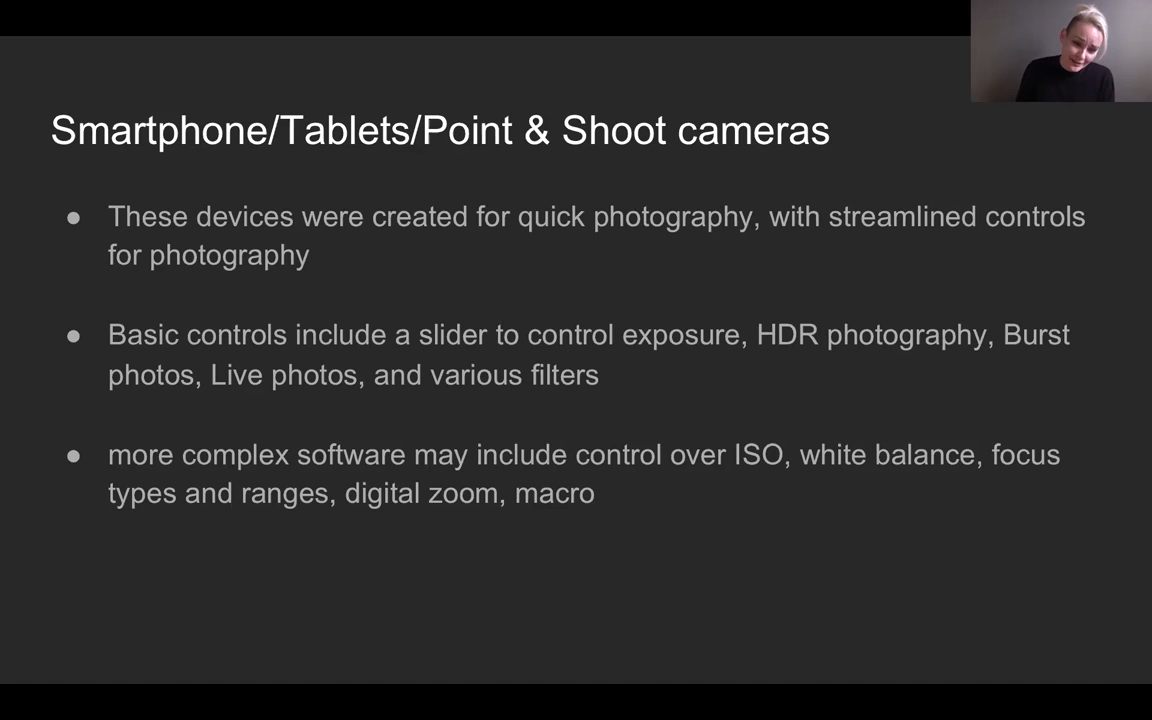 Smartphone/Tablets/Point & Shoot cameras
● These devices were created for quick photography, with streamlined controls
for photography
● Basic controls include a slider to control exposure, HDR photography, Burst
photos, Live photos, and various filters
● more complex software may include control over ISO, white balance, focus
types and ranges, digital zoom, macro